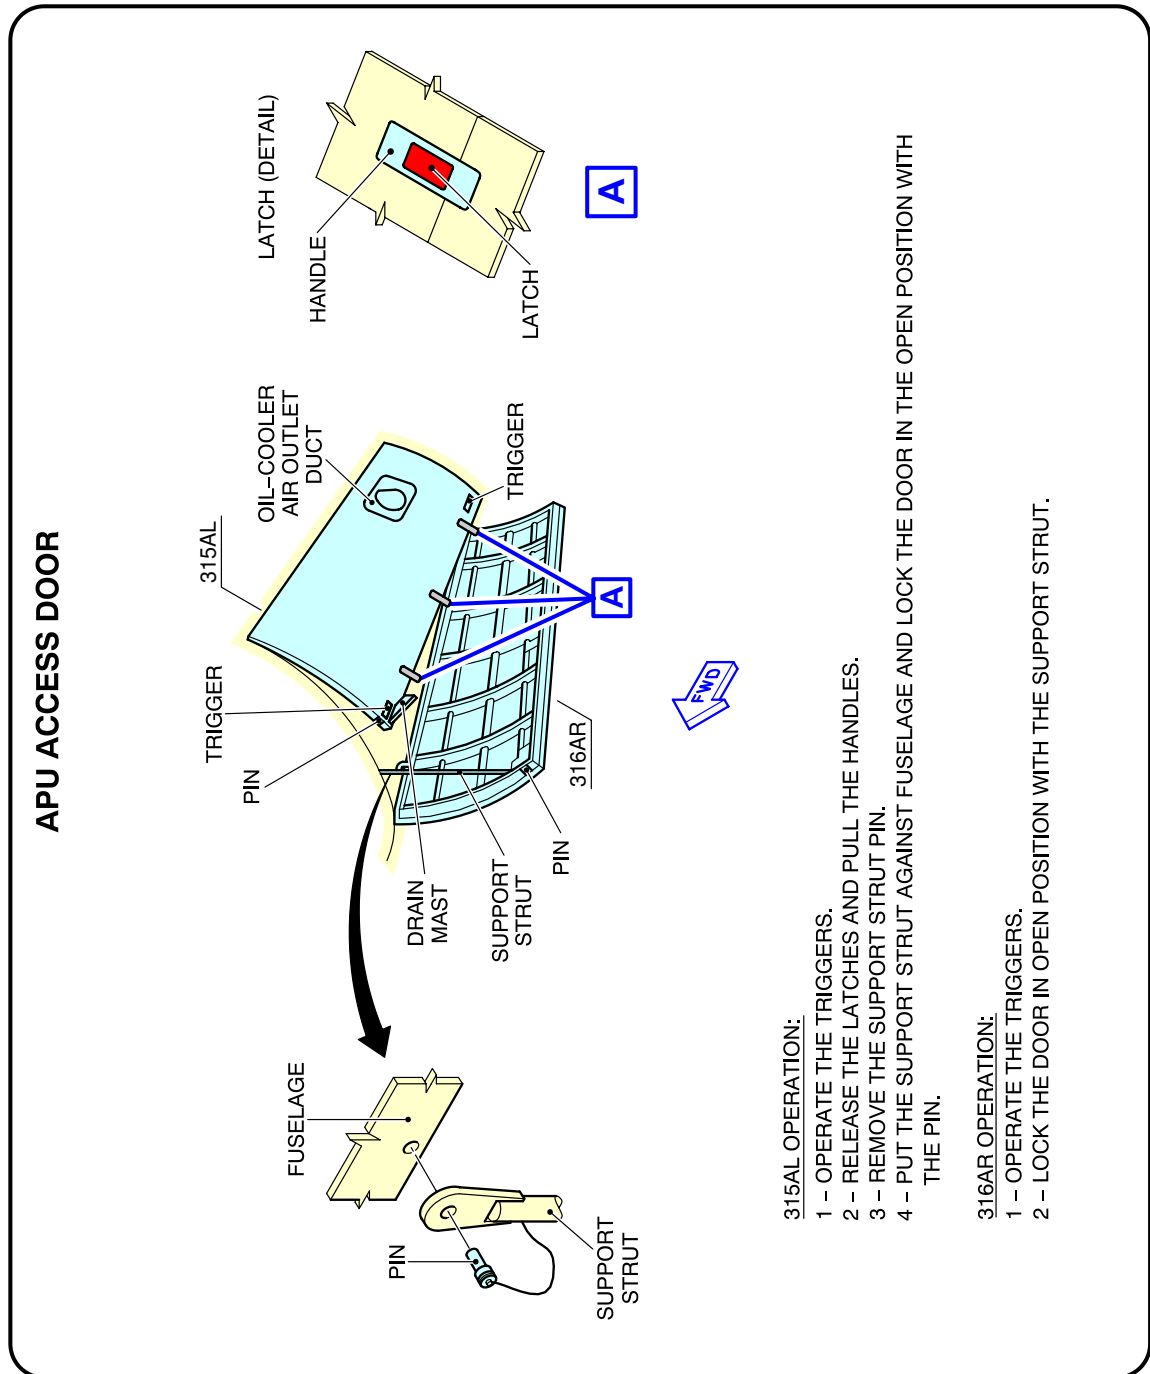 APU ACCESS DOOR
FUSELAGE
PIN
SUPPORT
STRUT
PIN
TRIGGER
315AL
OIL–COOLER
AIR OUTLET
DUCT
TRIGGER
DRAIN
MAST
SUPPORT
STRUT
PIN
316AR
A
FWD
LATCH (DETAIL)
HANDLE
LATCH
A
315AL OPERATION:
1 – OPERATE THE TRIGGERS.
2 – RELEASE THE LATCHES AND PULL THE HANDLES.
3 – REMOVE THE SUPPORT STRUT PIN.
4 – PUT THE SUPPORT STRUT AGAINST FUSELAGE AND LOCK THE DOOR IN THE OPEN POSITION WITH
THE PIN.
316AR OPERATION:
1 – OPERATE THE TRIGGERS.
2 – LOCK THE DOOR IN OPEN POSITION WITH THE SUPPORT STRUT.